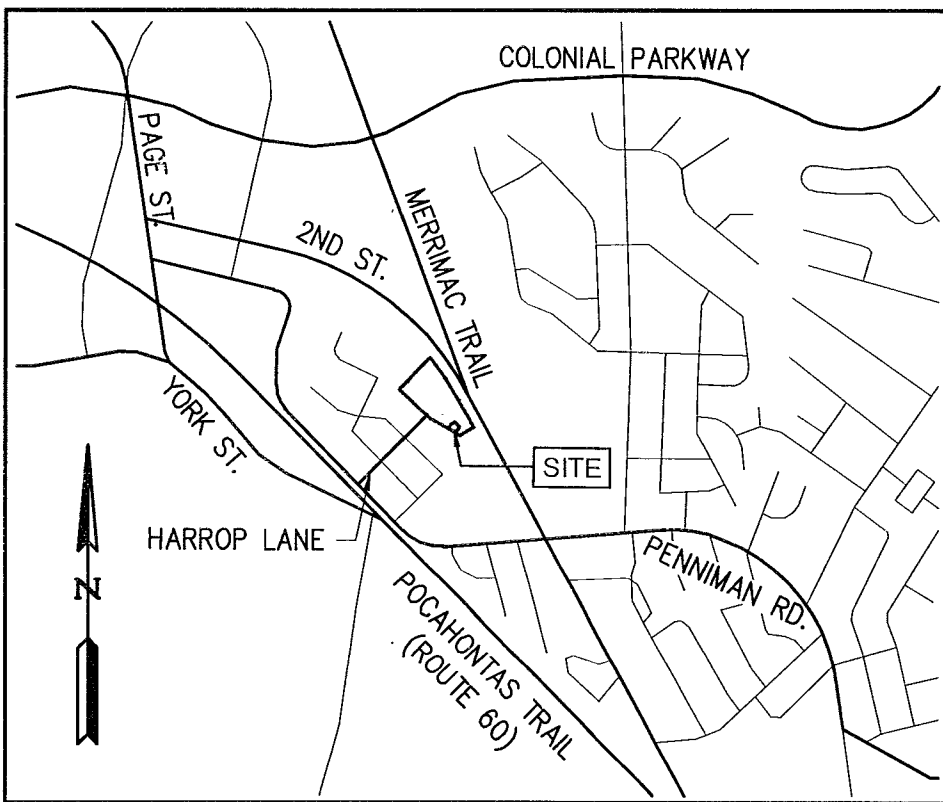 COLONIAL PARKWAY
PAGE ST.
2ND ST.
MERRIMAC TRAIL
YORK ST.
SITE
HARROP LANE
PENNIMAN RD.
N
POCAHONTAS TRAIL
(ROUTE 60)